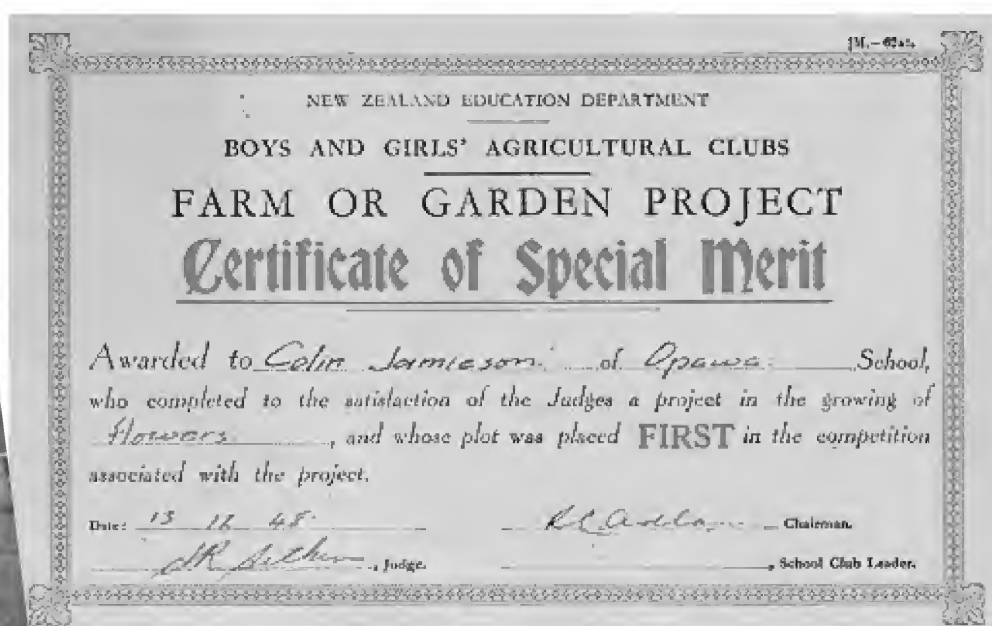 NEW ZEALAND EDUCATION DEPARTMENT
BOYS AND GIRLS' AGRICULTURAL CLUBS
FARM OR GARDEN PROJECT
Certificate of Special Merit
Awarded to Colin Jamieson of Opawa School,
who completed to the satisfaction of the Judges a project in the growing of
flowers, and whose plot was placed FIRST in the competition
associated with the project.
Date: 48 Chairman.
, Judge. , School Club Leader.